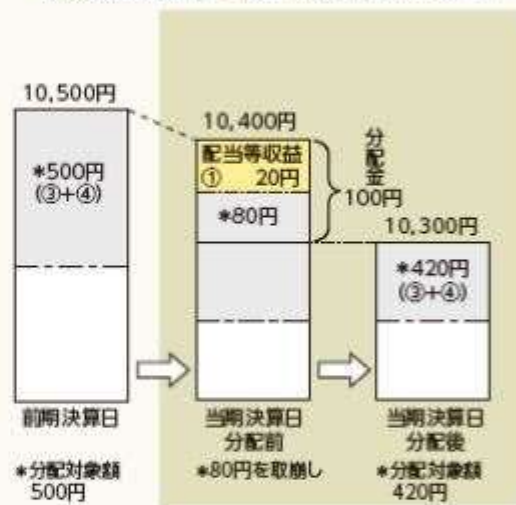 10,500円
*500円
(③+④)
前期決算日
*分配対象額
500円
10,400円
配当等収益
① 20円
*80円
分配金
100円
当期決算日
分配前
*80円を取崩し
10,300円
*420円
(③+④)
当期決算日
分配後
*分配対象額
420円